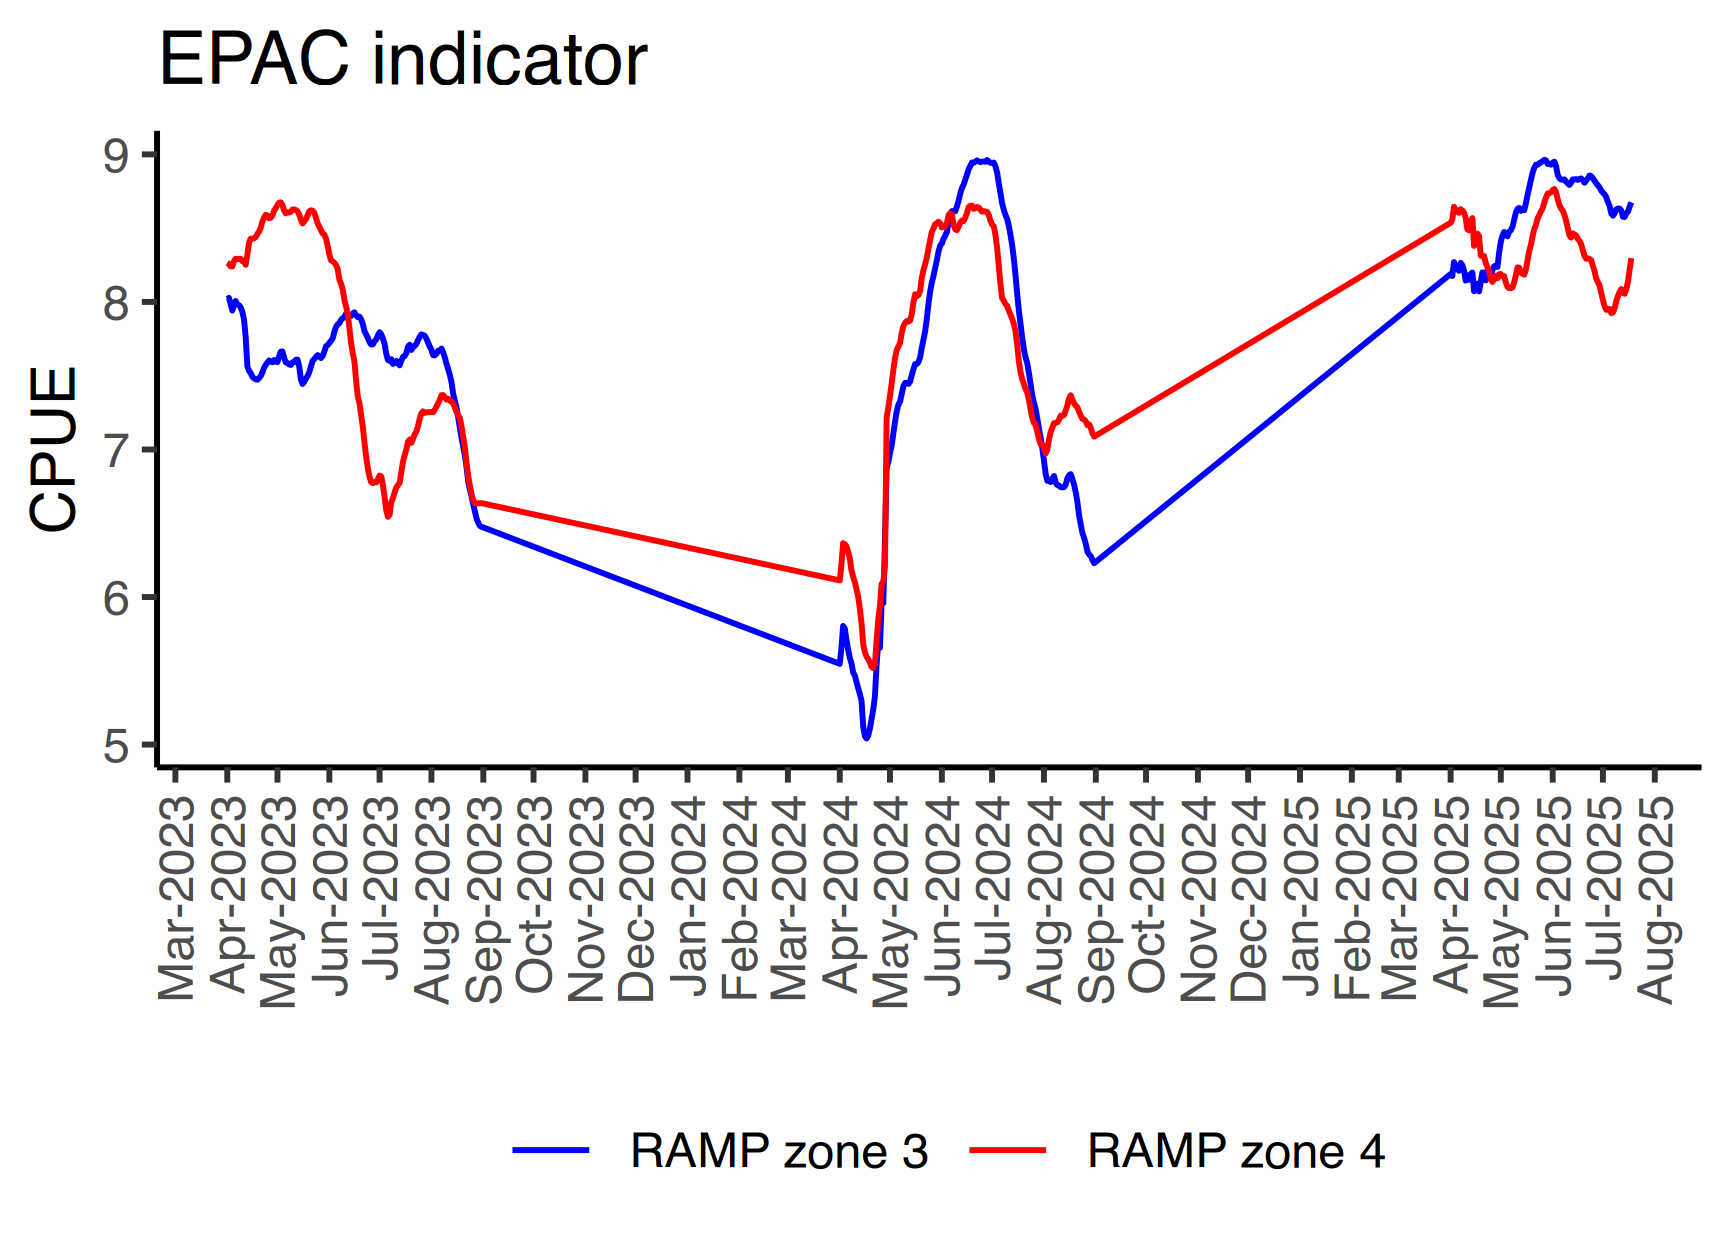 EPAC indicator
CPUE
9
8
7
6
5
Mar-2023
Apr-2023
May-2023
Jun-2023
Jul-2023
Aug-2023
Sep-2023
Oct-2023
Nov-2023
Dec-2023
Jan-2024
Feb-2024
Mar-2024
Apr-2024
May-2024
Jun-2024
Jul-2024
Aug-2024
Sep-2024
Oct-2024
Nov-2024
Dec-2024
Jan-2025
Feb-2025
Mar-2025
Apr-2025
May-2025
Jun-2025
Jul-2025
Aug-2025
RAMP zone 3
RAMP zone 4